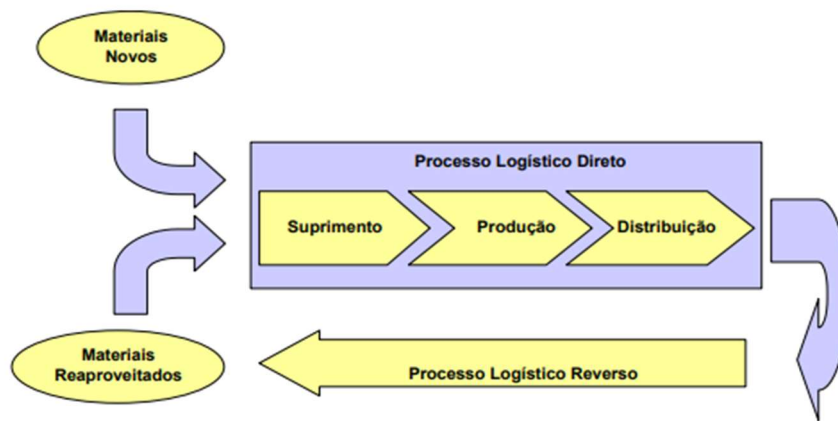 Materiais
Novos
Processo Logístico Direto
Suprimento
Produção
Distribuição
Materiais
Reaproveitados
Processo Logístico Reverso